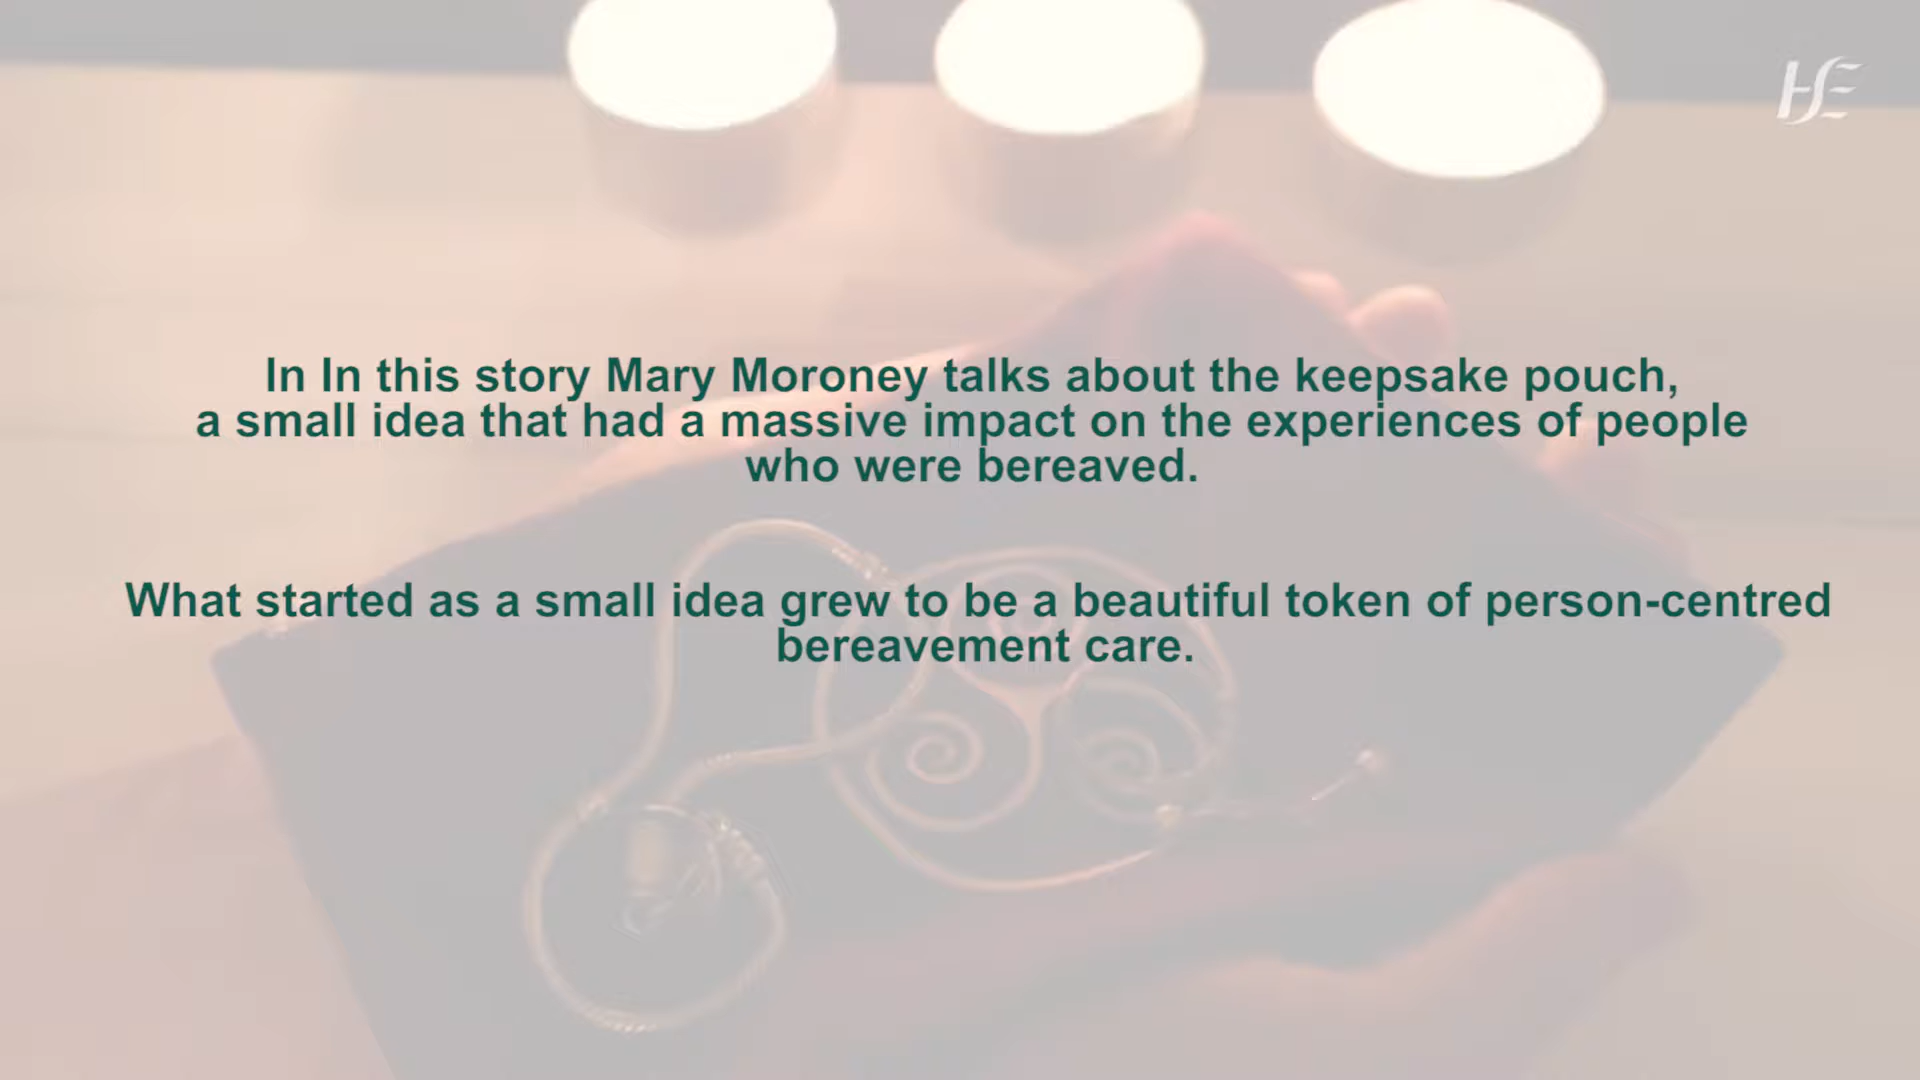 HSE
In In this story Mary Moroney talks about the keepsake pouch,
a small idea that had a massive impact on the experiences of people
who were bereaved.
What started as a small idea grew to be a beautiful token of person-centred
bereavement care.